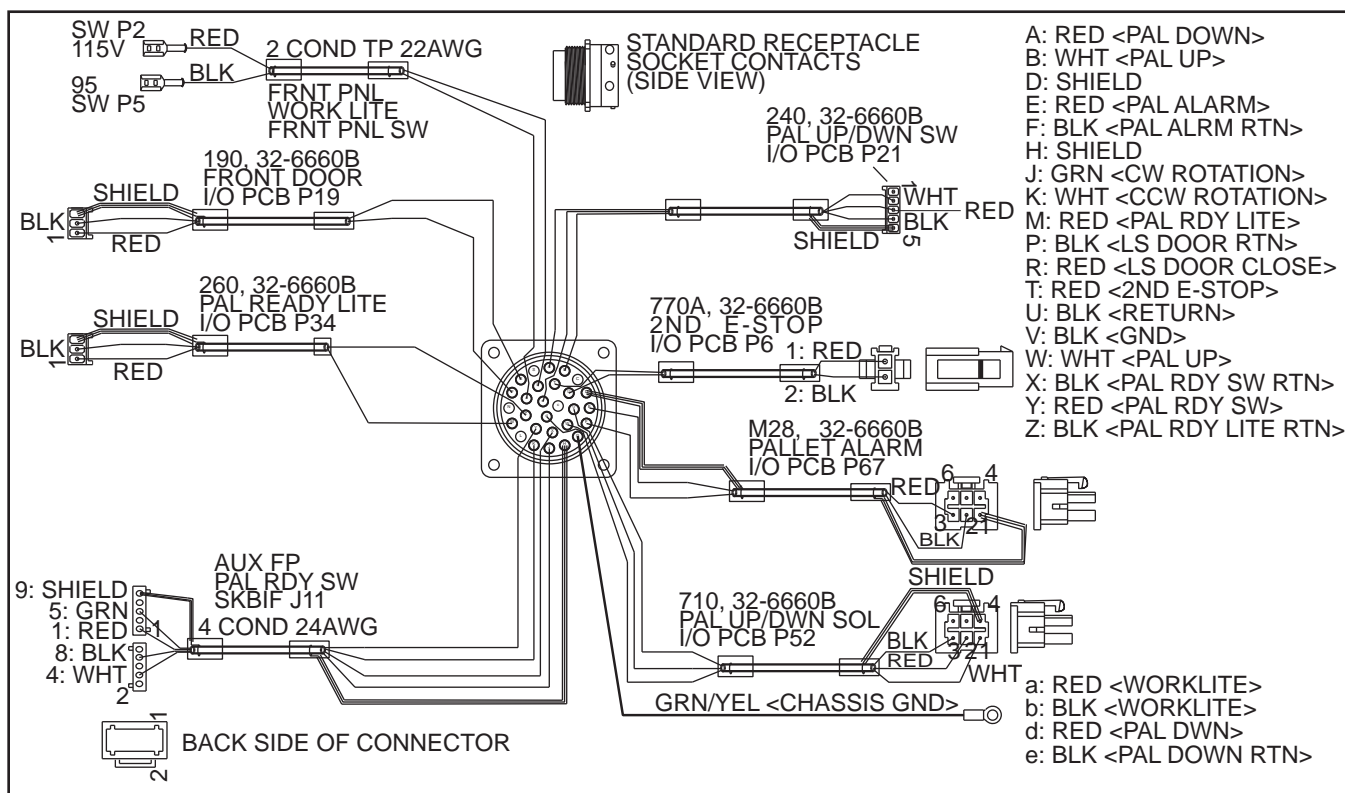 SW P2
115V
RED
BLK
95
SW P5
2 COND TP 22AWG
FRNT PNL
WORK LITE
FRNT PNL SW
STANDARD RECEPTACLE
SOCKET CONTACTS
(SIDE VIEW)
190, 32-6660B
FRONT DOOR
I/O PCB P19
SHIELD
BLK
1
RED
240, 32-6660B
PAL UP/DWN SW
I/O PCB P21
1
WHT
RED
BLK
SHIELD
5
260, 32-6660B
PAL READY LITE
I/O PCB P34
SHIELD
BLK
1
RED
770A, 32-6660B
2ND E-STOP
I/O PCB P6
1: RED
2: BLK
M28, 32-6660B
PALLET ALARM
I/O PCB P67
RED
6
4
3
21
BLK
AUX FP
PAL RDY SW
SKBIF J11
9: SHIELD
5: GRN
1: RED
1
8: BLK
4: WHT
2
4 COND 24AWG
710, 32-6660B
PAL UP/DWN SOL
I/O PCB P52
SHIELD
6
4
BLK
RED
3
21
WHT
GRN/YEL <CHASSIS GND>
1
2
BACK SIDE OF CONNECTOR
A: RED <PAL DOWN>
B: WHT <PAL UP>
D: SHIELD
E: RED <PAL ALARM>
F: BLK <PAL ALRM RTN>
H: SHIELD
J: GRN <CW ROTATION>
K: WHT <CCW ROTATION>
M: RED <PAL RDY LITE>
P: BLK <LS DOOR RTN>
R: RED <LS DOOR CLOSE>
T: RED <2ND E-STOP>
U: BLK <RETURN>
V: BLK <GND>
W: WHT <PAL UP>
X: BLK <PAL RDY SW RTN>
Y: RED <PAL RDY SW>
Z: BLK <PAL RDY LITE RTN>
a: RED <WORKLITE>
b: BLK <WORKLITE>
d: RED <PAL DWN>
e: BLK <PAL DOWN RTN>